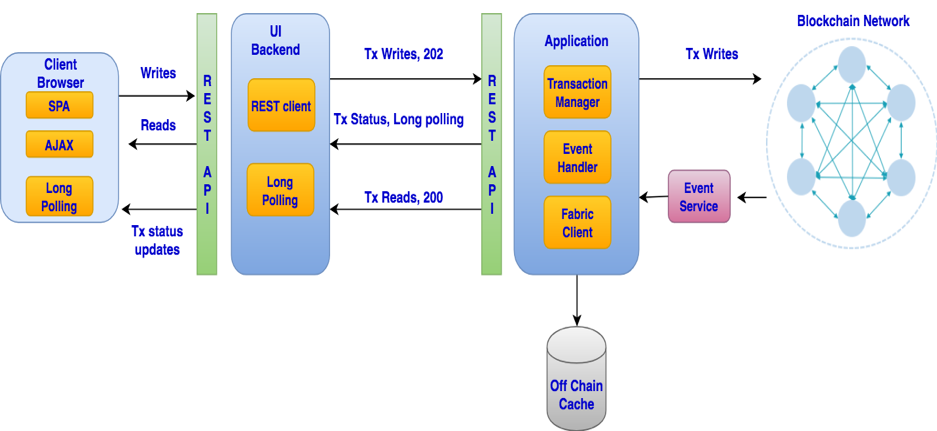 Client
Browser
SPA
AJAX
Long
Polling
Writes
Reads
Tx status
updates
REST API
UI
Backend
REST client
Long
Polling
Tx Writes, 202
Tx Status, Long polling
Tx Reads, 200
REST API
Application
Transaction
Manager
Event
Handler
Fabric
Client
Off Chain
Cache
Tx Writes
Event
Service
Blockchain Network